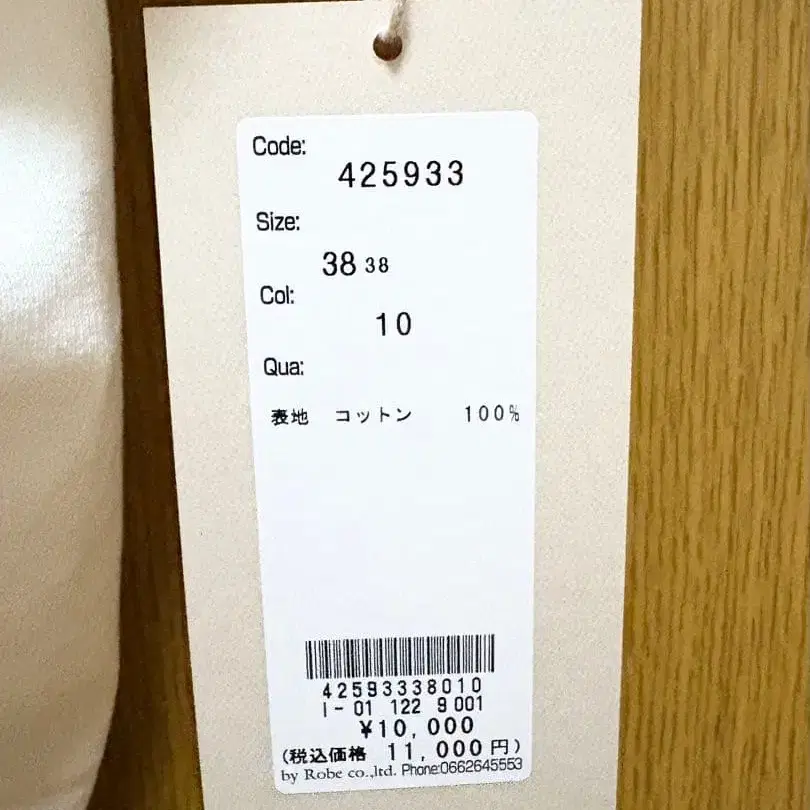 Code:
425933
Size:
38 38
Col:
10
Qua:
表地 コットン 100%
42593338010
I-01 122 9 001
¥10,000
(税込価格 11,000円)
by Robe co.,ltd. Phone:0662645553